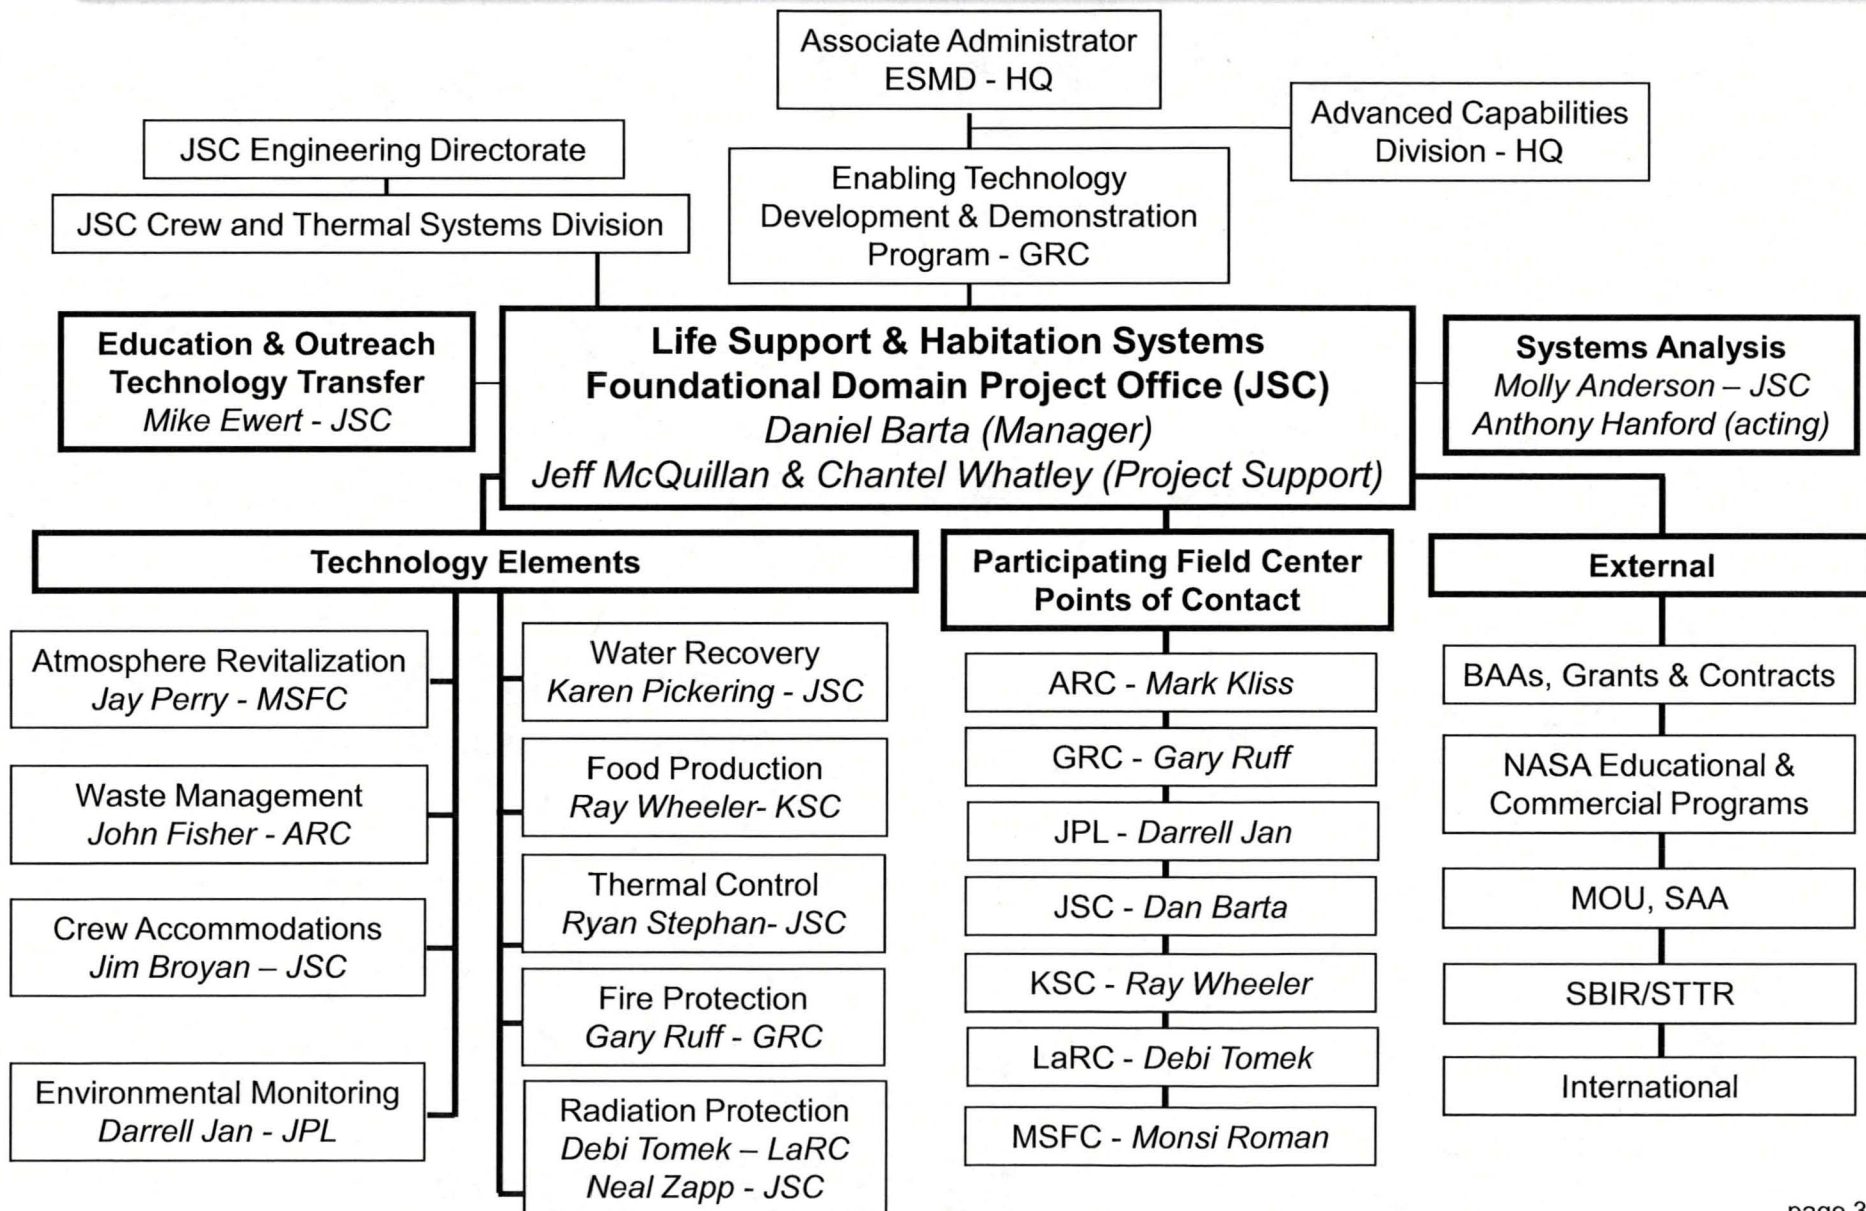 Associate Administrator
ESMD - HQ
Advanced Capabilities
Division - HQ
JSC Engineering Directorate
Enabling Technology
Development & Demonstration
Program - GRC
JSC Crew and Thermal Systems Division
Education & Outreach
Technology Transfer
Mike Ewert - JSC
Life Support & Habitation Systems
Foundational Domain Project Office (JSC)
Daniel Barta (Manager)
Jeff McQuillan & Chantel Whatley (Project Support)
Systems Analysis
Molly Anderson – JSC
Anthony Hanford (acting)
Technology Elements
Atmosphere Revitalization
Jay Perry - MSFC
Waste Management
John Fisher - ARC
Crew Accommodations
Jim Broyan – JSC
Environmental Monitoring
Darrell Jan - JPL
Water Recovery
Karen Pickering - JSC
Food Production
Ray Wheeler- KSC
Thermal Control
Ryan Stephan- JSC
Fire Protection
Gary Ruff - GRC
Radiation Protection
Debi Tomek – LaRC
Neal Zapp - JSC
Participating Field Center
Points of Contact
ARC - Mark Kliss
GRC - Gary Ruff
JPL - Darrell Jan
JSC - Dan Barta
KSC - Ray Wheeler
LaRC - Debi Tomek
MSFC - Monsi Roman
External
BAAs, Grants & Contracts
NASA Educational &
Commercial Programs
MOU, SAA
SBIR/STTR
International
page 3